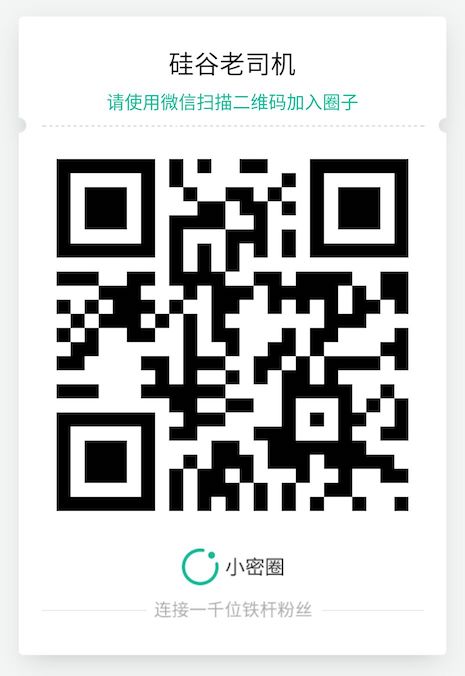 硅谷老司机
请使用微信扫描二维码加入圈子
小密圈
连接一千位铁杆粉丝